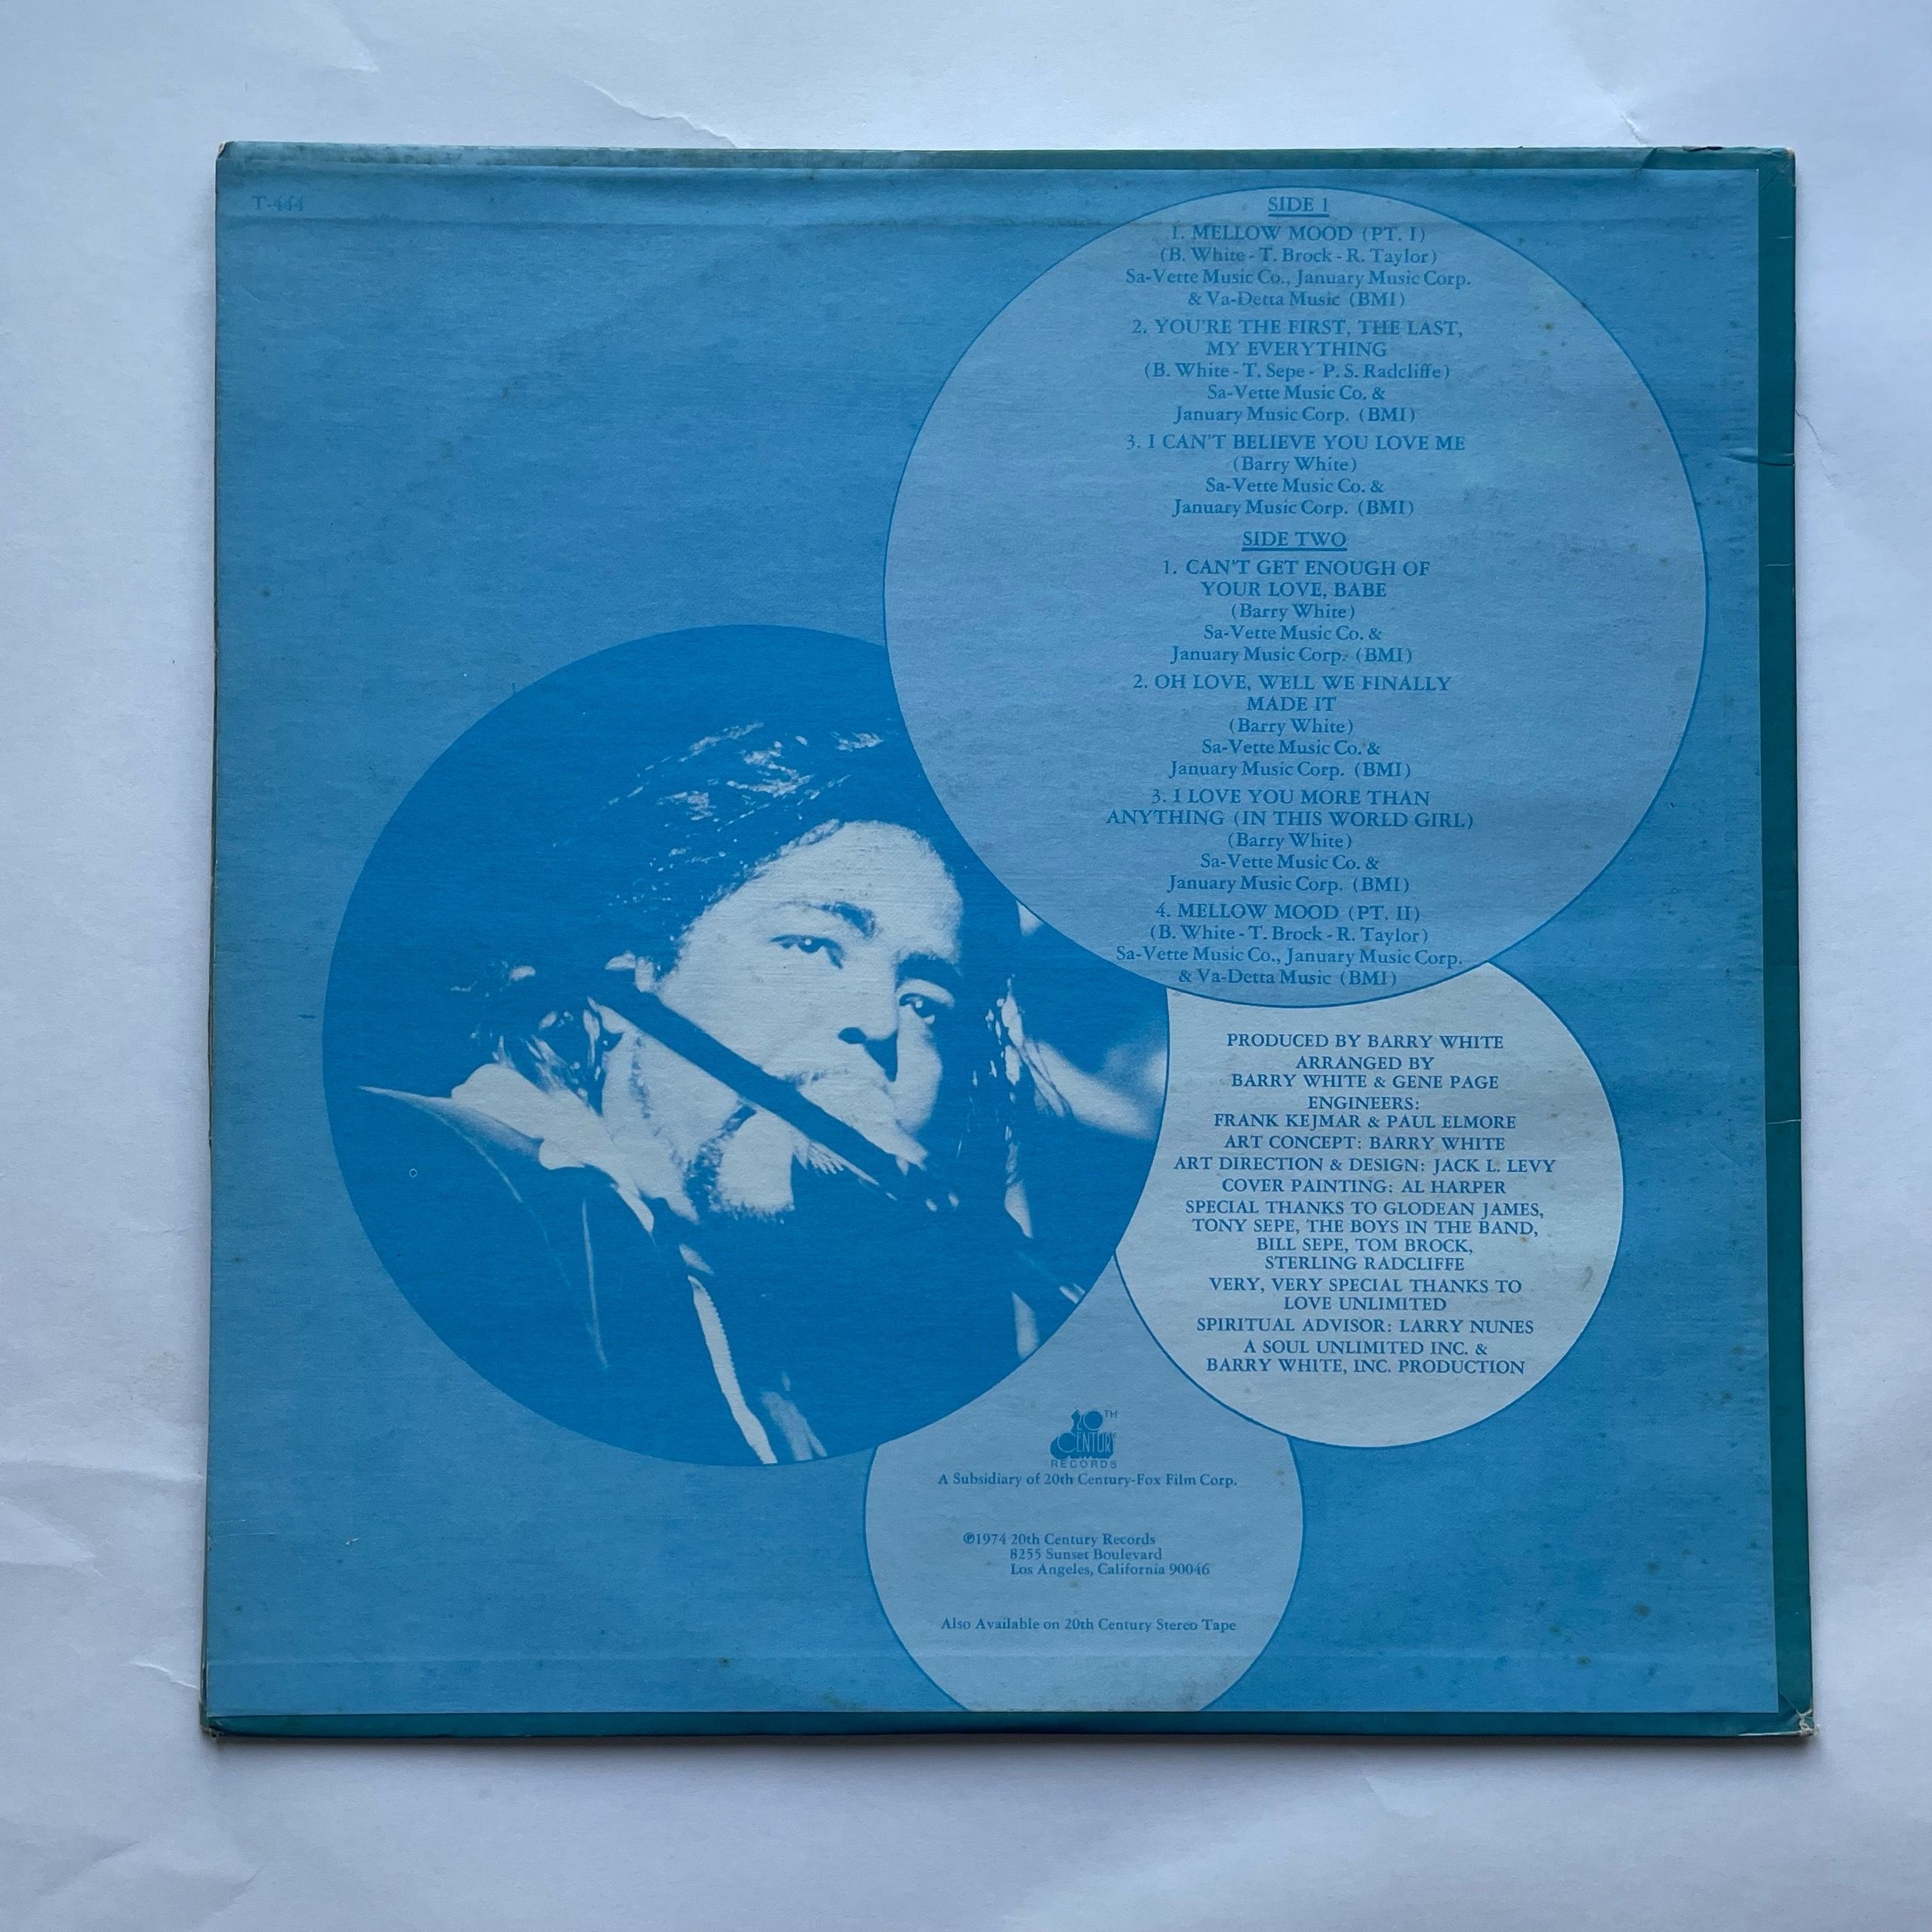 T-444
SIDE 1
1. MELLOW MOOD (PT. I)
(B. White - T. Brock - R. Taylor)
Sa-Vette Music Co., January Music Corp.
& Va-Detta Music (BMI)
2. YOU'RE THE FIRST, THE LAST,
MY EVERYTHING
(B. White - T. Sepe - P. S. Radcliffe)
Sa-Vette Music Co. &
January Music Corp. (BMI)
3. I CAN'T BELIEVE YOU LOVE ME
(Barry White)
Sa-Vette Music Co. &
January Music Corp. (BMI)
SIDE TWO
1. CAN'T GET ENOUGH OF
YOUR LOVE, BABE
(Barry White)
Sa-Vette Music Co. &
January Music Corp. (BMI)
2. OH LOVE, WELL WE FINALLY
MADE IT
(Barry White)
Sa-Vette Music Co. &
January Music Corp. (BMI)
3. I LOVE YOU MORE THAN
ANYTHING (IN THIS WORLD GIRL)
(Barry White)
Sa-Vette Music Co. &
January Music Corp. (BMI)
4. MELLOW MOOD (PT. II)
(B. White - T. Brock - R. Taylor)
Sa-Vette Music Co., January Music Corp.
& Va-Detta Music (BMI)
PRODUCED BY BARRY WHITE
ARRANGED BY
BARRY WHITE & GENE PAGE
ENGINEERS:
FRANK KEJMAR & PAUL ELMORE
ART CONCEPT: BARRY WHITE
ART DIRECTION & DESIGN: JACK L. LEVY
COVER PAINTING: AL HARPER
SPECIAL THANKS TO GLODEAN JAMES,
TONY SEPE, THE BOYS IN THE BAND,
BILL SEPE, TOM BROCK,
STERLING RADCLIFFE
VERY, VERY SPECIAL THANKS TO
LOVE UNLIMITED
SPIRITUAL ADVISOR: LARRY NUNES
A SOUL UNLIMITED INC. &
BARRY WHITE, INC. PRODUCTION
20TH
CENTURY
RECORDS
A Subsidiary of 20th Century-Fox Film Corp.
℗1974 20th Century Records
8255 Sunset Boulevard
Los Angeles, California 90046
Also Available on 20th Century Stereo Tape